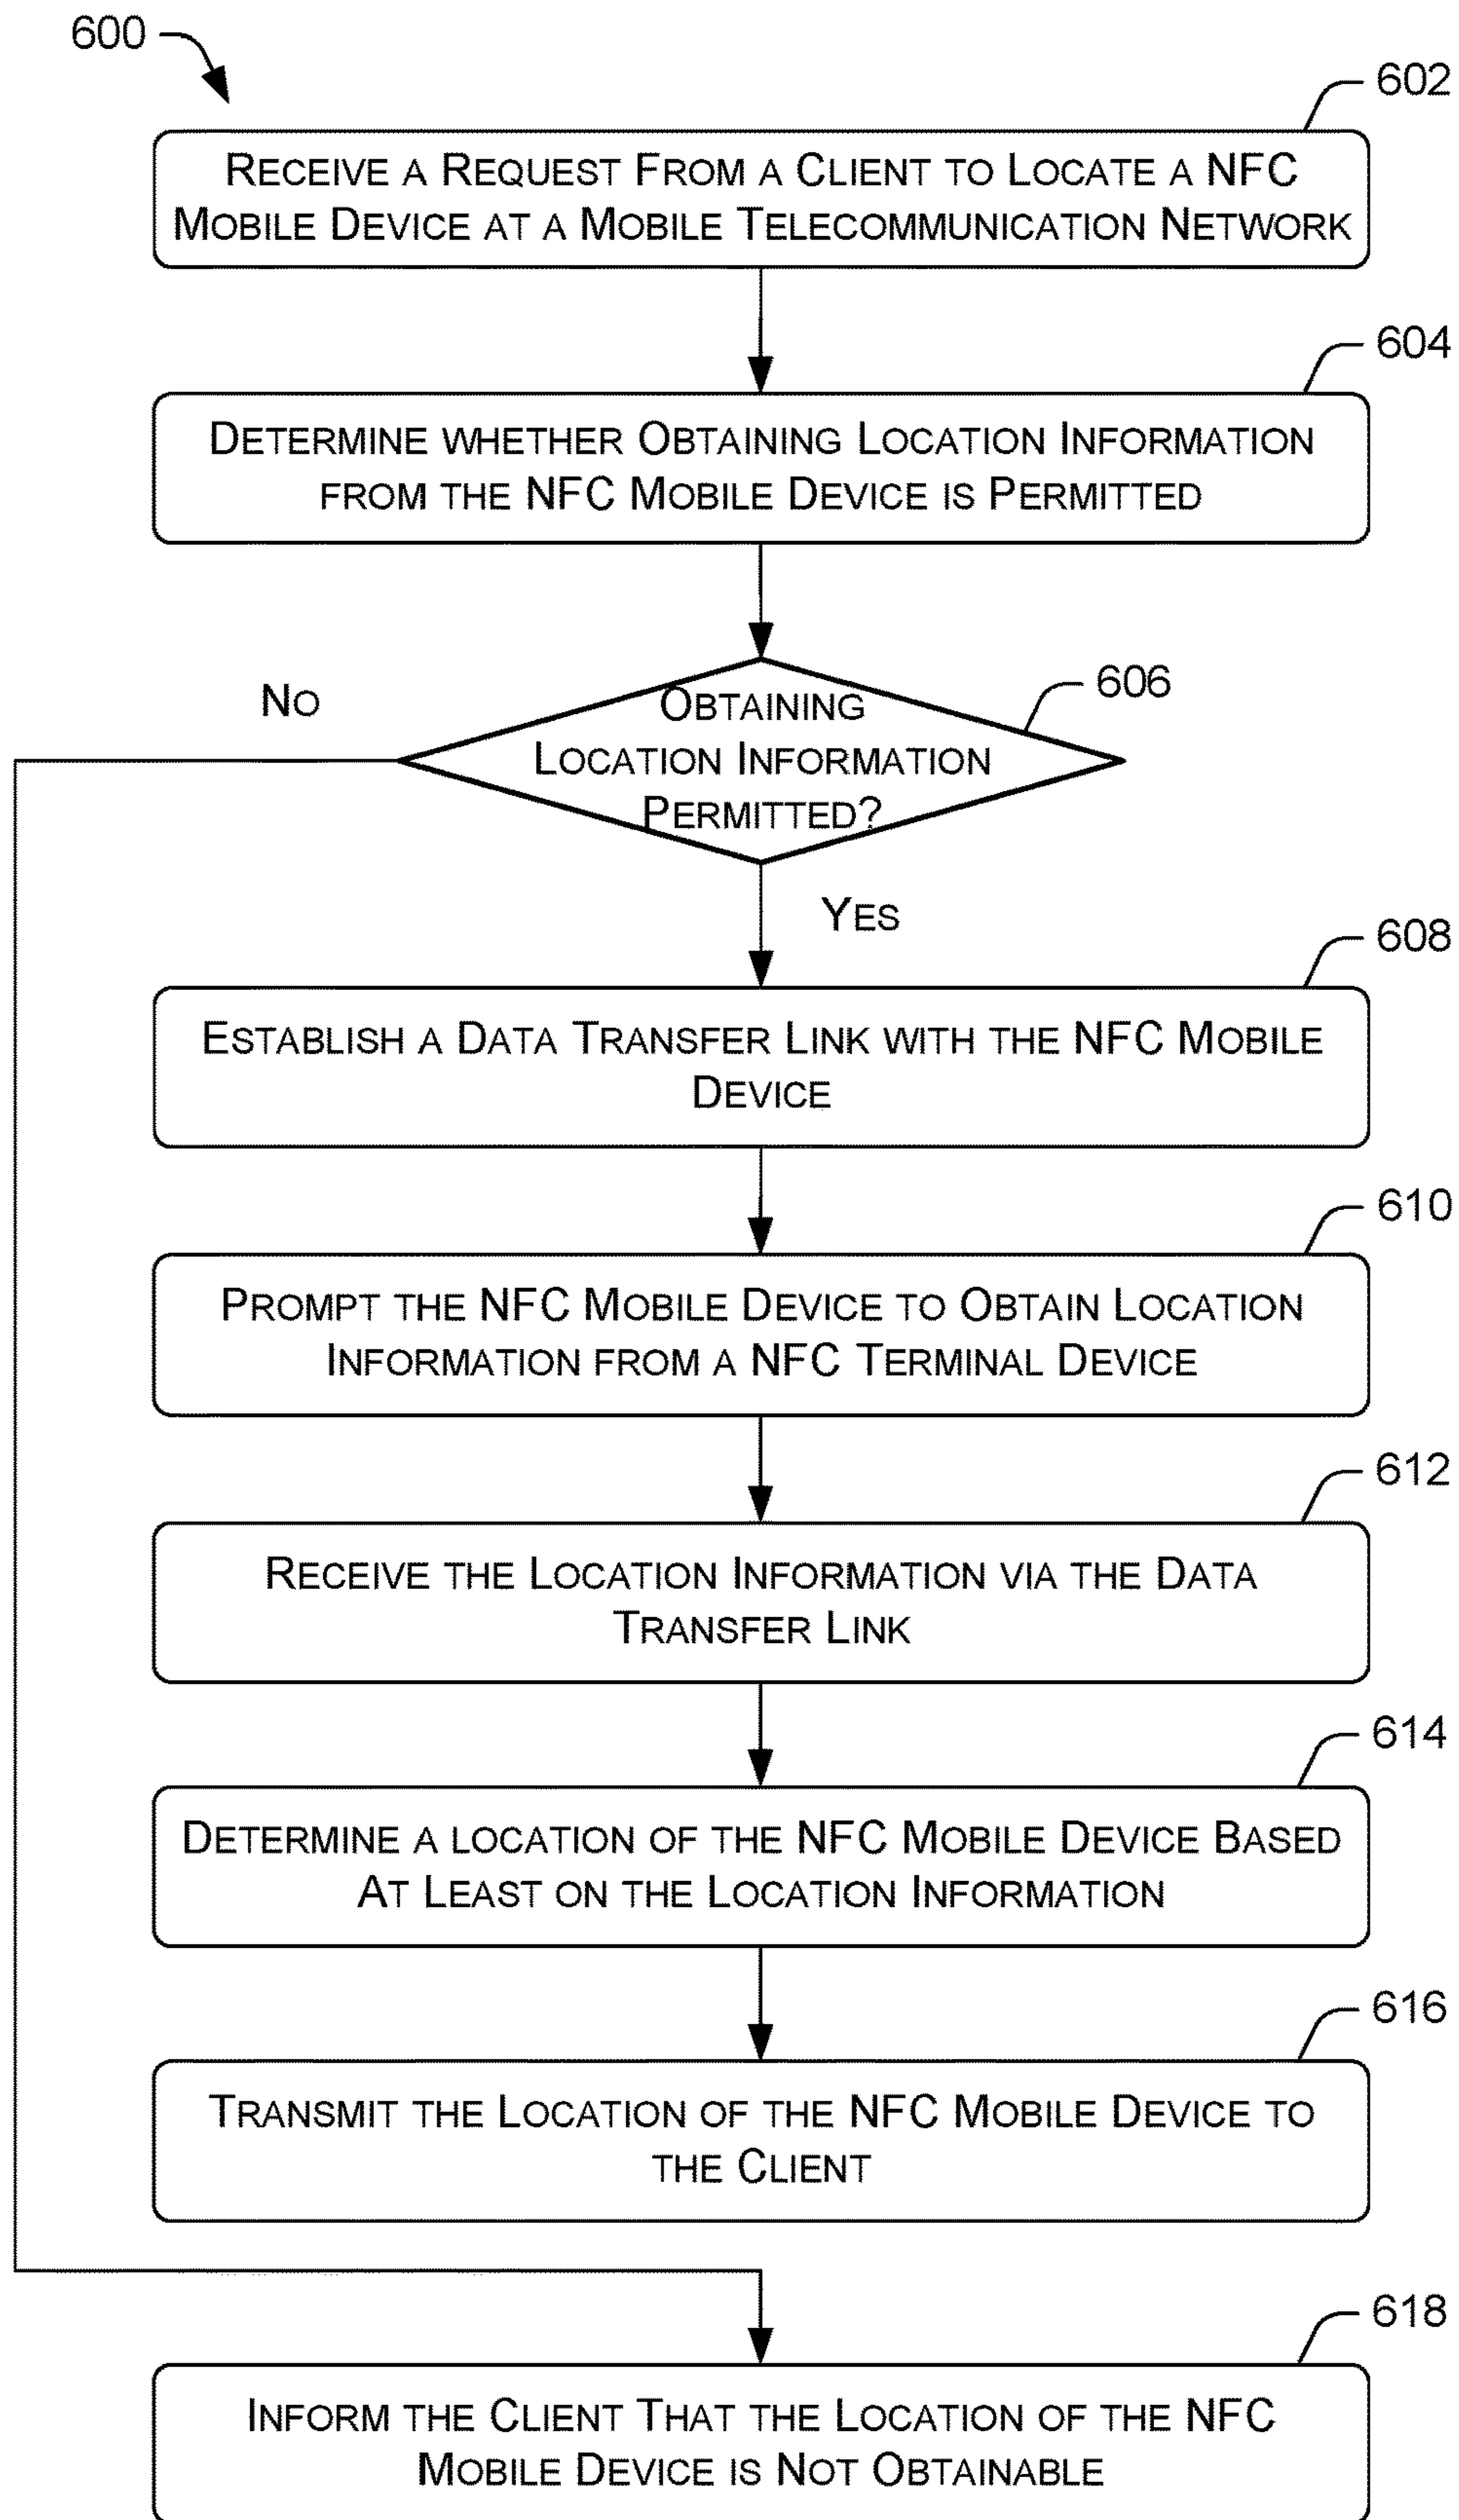 600
602
RECEIVE A REQUEST FROM A CLIENT TO LOCATE A NFC
MOBILE DEVICE AT A MOBILE TELECOMMUNICATION NETWORK
604
DETERMINE WHETHER OBTAINING LOCATION INFORMATION
FROM THE NFC MOBILE DEVICE IS PERMITTED
606
NO
OBTAINING
LOCATION INFORMATION
PERMITTED?
YES
608
ESTABLISH A DATA TRANSFER LINK WITH THE NFC MOBILE
DEVICE
610
PROMPT THE NFC MOBILE DEVICE TO OBTAIN LOCATION
INFORMATION FROM A NFC TERMINAL DEVICE
612
RECEIVE THE LOCATION INFORMATION VIA THE DATA
TRANSFER LINK
614
DETERMINE A LOCATION OF THE NFC MOBILE DEVICE BASED
AT LEAST ON THE LOCATION INFORMATION
616
TRANSMIT THE LOCATION OF THE NFC MOBILE DEVICE TO
THE CLIENT
618
INFORM THE CLIENT THAT THE LOCATION OF THE NFC
MOBILE DEVICE IS NOT OBTAINABLE